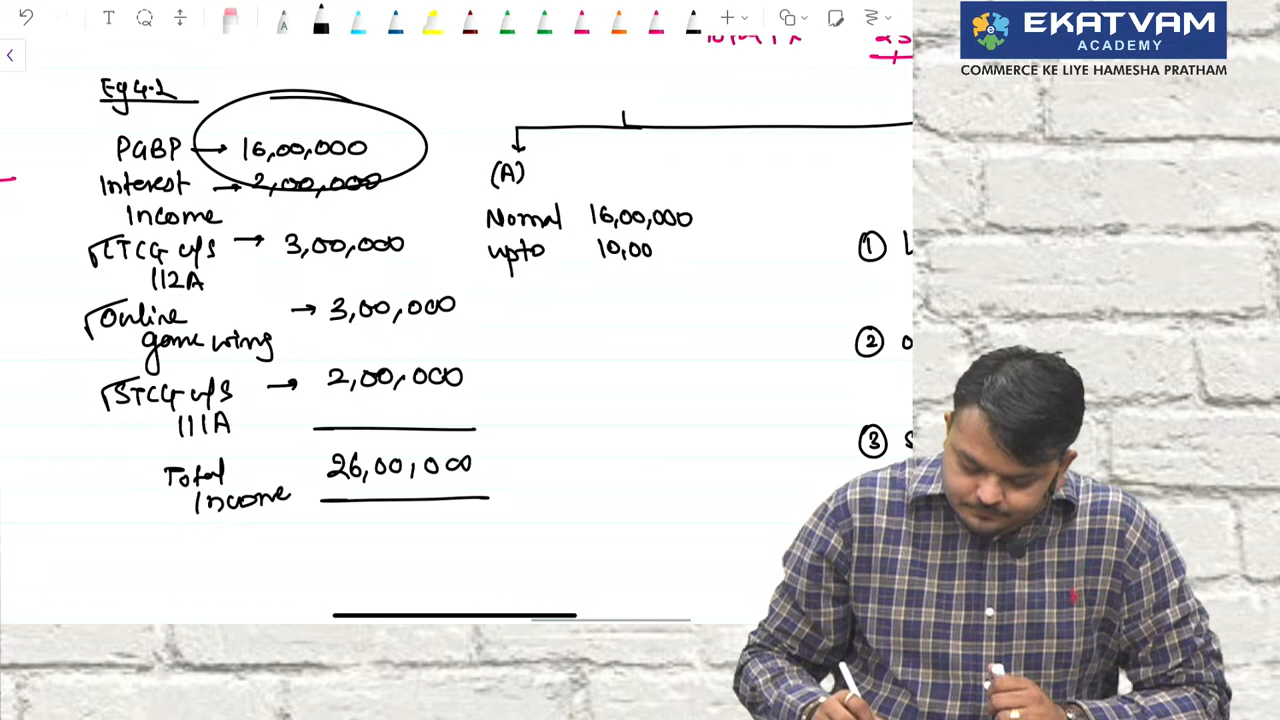 EKATVAM
ACADEMY
COMMERCE KE LIYE HAMESHA PRATHAM
Eg 4.2
PGBP → 16,00,000
Interest → 2,00,000
Income
LTCG u/s → 3,00,000
112A
Online → 3,00,000
game wing
STCG u/s → 2,00,000
111A
Total 26,00,000
Income
(A)
Normal 16,00,000
upto 10,00
①
②
③